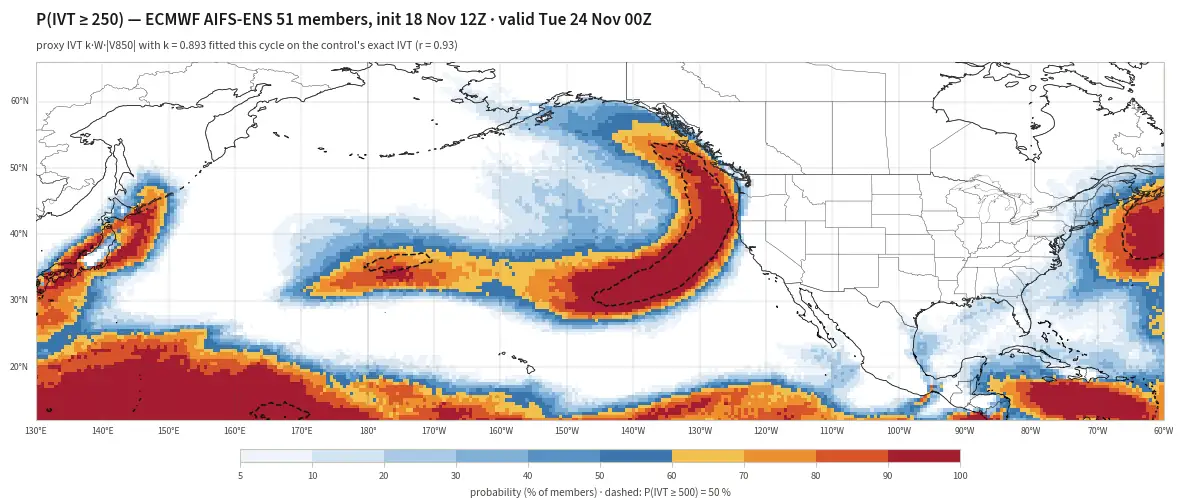 P(IVT ≥ 250) — ECMWF AIFS-ENS 51 members, init 18 Nov 12Z · valid Tue 24 Nov 00Z
proxy IVT k·W·|V850| with k = 0.893 fitted this cycle on the control's exact IVT (r = 0.93)
60°N
50°N
40°N
30°N
20°N
130°E 140°E 150°E 160°E 170°E 180° 170°W 160°W 150°W 140°W 130°W 120°W 110°W 100°W 90°W 80°W 70°W 60°W
5 10 20 30 40 50 60 70 80 90 100
probability (% of members) · dashed: P(IVT ≥ 500) = 50 %